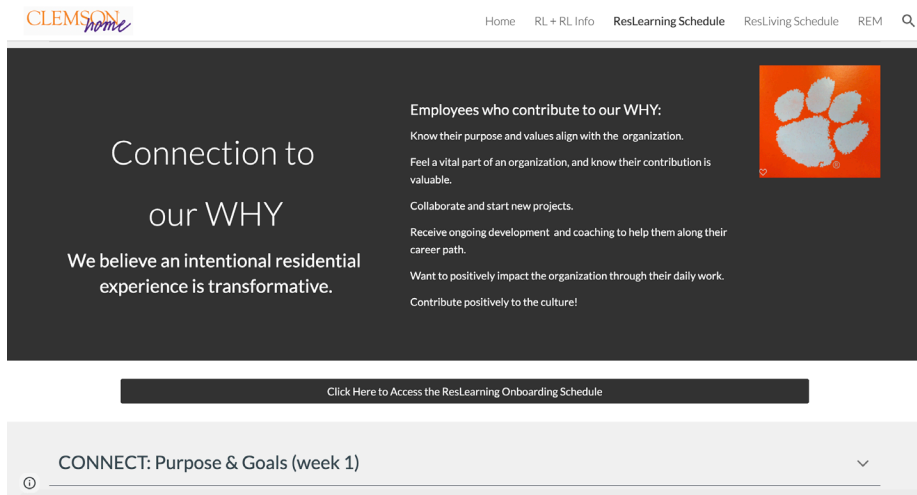 CLEMSON
home
Home RL + RL Info ResLearning Schedule ResLiving Schedule REM
Connection to
our WHY
We believe an intentional residential
experience is transformative.
Employees who contribute to our WHY:
Know their purpose and values align with the organization.
Feel a vital part of an organization, and know their contribution is
valuable.
Collaborate and start new projects.
Receive ongoing development and coaching to help them along their
career path.
Want to positively impact the organization through their daily work.
Contribute positively to the culture!
®
Click Here to Access the ResLearning Onboarding Schedule
CONNECT: Purpose & Goals (week 1)